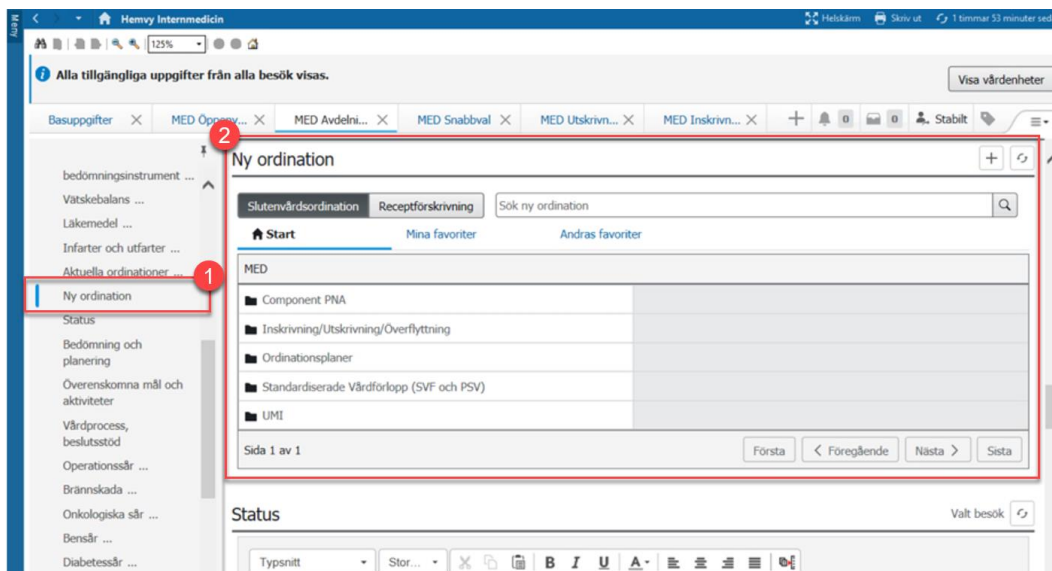 Meny
Hemvy Internmedicin
Helskärm Skriv ut 1 timmar 53 minuter sed
125%
Alla tillgängliga uppgifter från alla besök visas.
Visa vårdenheter
Basuppgifter MED Öppenv... MED Avdelni... MED Snabbval MED Utskrivn... MED Inskrivn... 0 0 Stabilt
2
bedömningsinstrument ...
Vätskebalans ...
Läkemedel ...
Infarter och utfarter ...
Aktuella ordinationer ...
1
Ny ordination
Status
Bedömning och
planering
Överenskomna mål och
aktiviteter
Vårdprocess,
beslutsstöd
Operationssår ...
Brännskada ...
Onkologiska sår ...
Bensår ...
Diabetessår ...
Ny ordination
Slutenvårdsordination Receptförskrivning Sök ny ordination
Start Mina favoriter Andras favoriter
MED
Component PNA
Inskrivning/Utskrivning/Överflyttning
Ordinationsplaner
Standardiserade Vårdförlopp (SVF och PSV)
UMI
Sida 1 av 1 Första Föregående Nästa Sista
Status Valt besök
Typsnitt Stor... B I U A